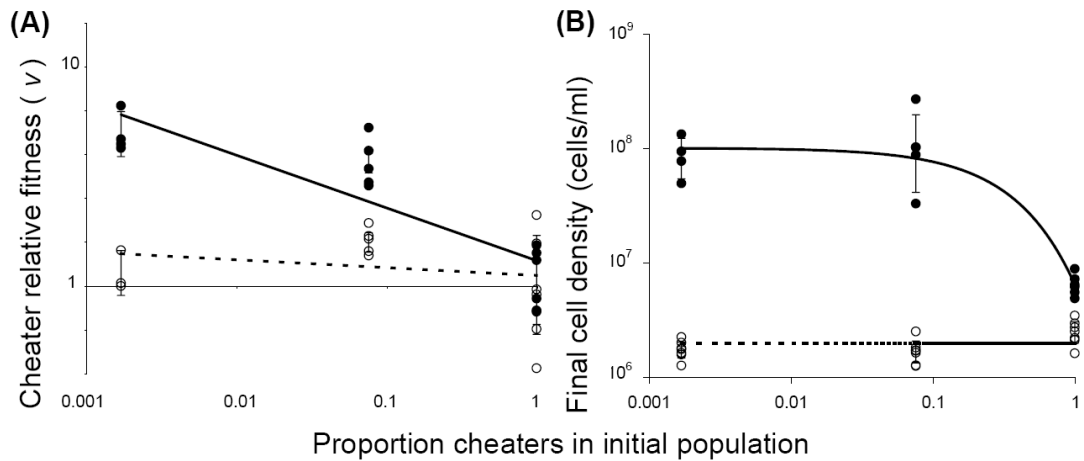 (A)
Cheater relative fitness ( v )
10
1
0.001
0.01
0.1
1
(B)
Final cell density (cells/ml)
10⁹
10⁸
10⁷
10⁶
0.001
0.01
0.1
1
Proportion cheaters in initial population